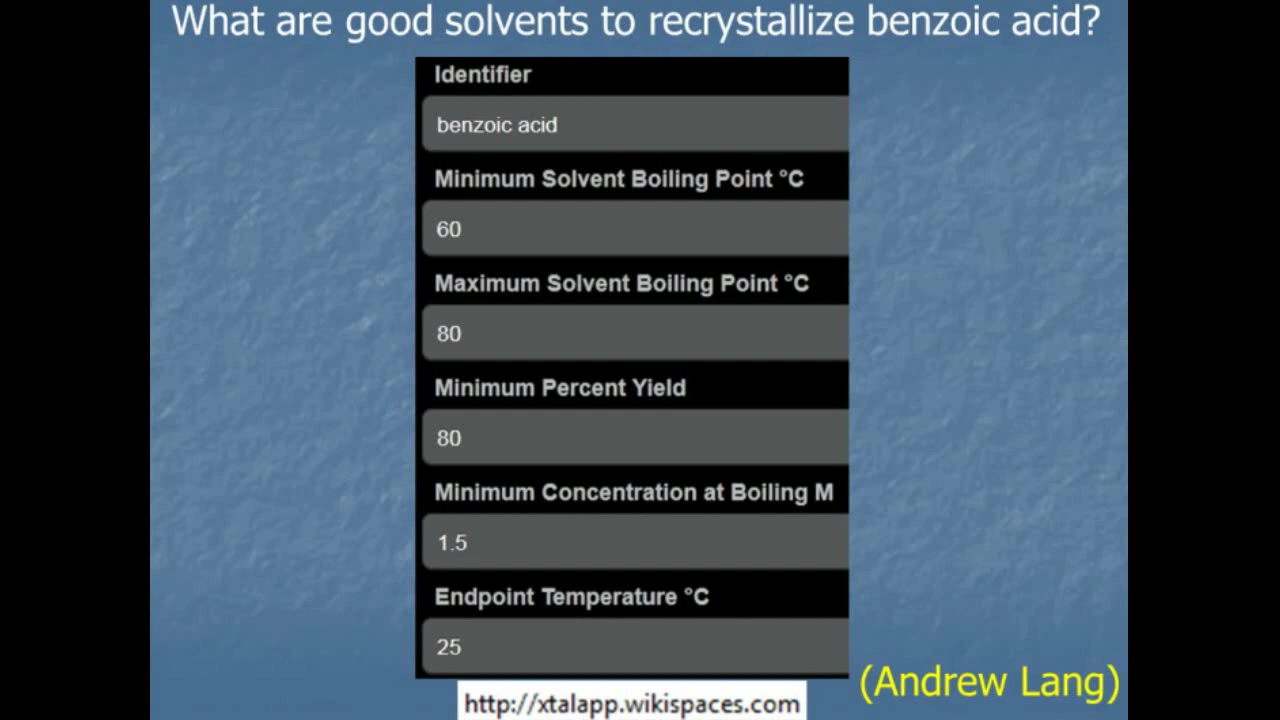 What are good solvents to recrystallize benzoic acid?
Identifier
benzoic acid
Minimum Solvent Boiling Point °C
60
Maximum Solvent Boiling Point °C
80
Minimum Percent Yield
80
Minimum Concentration at Boiling M
1.5
Endpoint Temperature °C
25
(Andrew Lang)
http://xtalapp.wikispaces.com